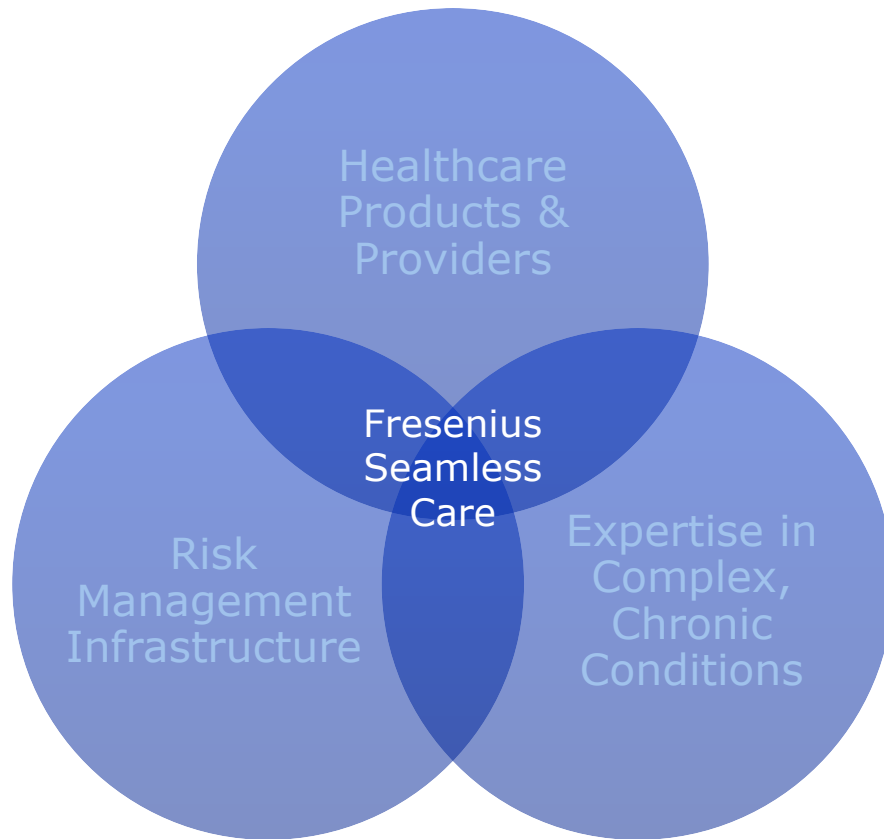 Healthcare
Products &
Providers
Fresenius
Seamless
Care
Risk
Management
Infrastructure
Expertise in
Complex,
Chronic
Conditions